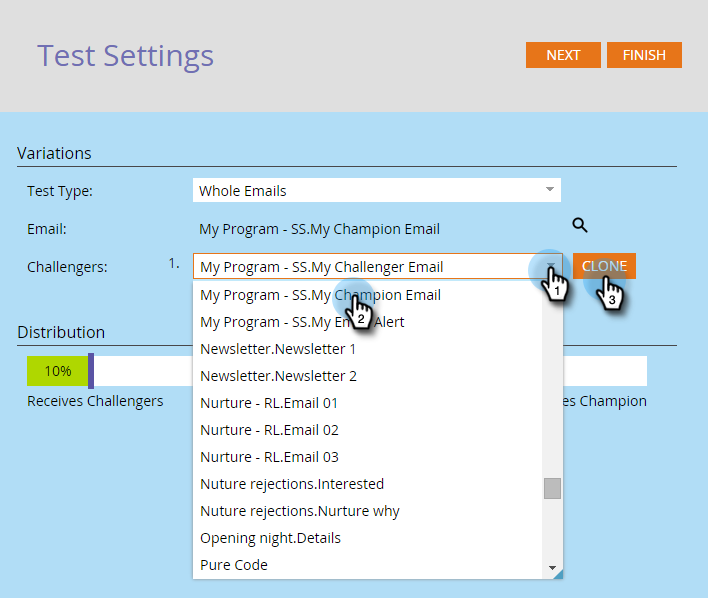 Test Settings
NEXT
FINISH
Variations
Test Type:
Whole Emails
Email:
My Program - SS.My Champion Email
Challengers:
1.
My Program - SS.My Challenger Email
CLONE
1
3
My Program - SS.My Champion Email
2
My Program - SS.My Email Alert
Newsletter.Newsletter 1
Distribution
Newsletter.Newsletter 2
10%
Nurture - RL.Email 01
Receives Challengers
es Champion
Nurture - RL.Email 02
Nurture - RL.Email 03
Nuture rejections.Interested
Nuture rejections.Nurture why
Opening night.Details
Pure Code